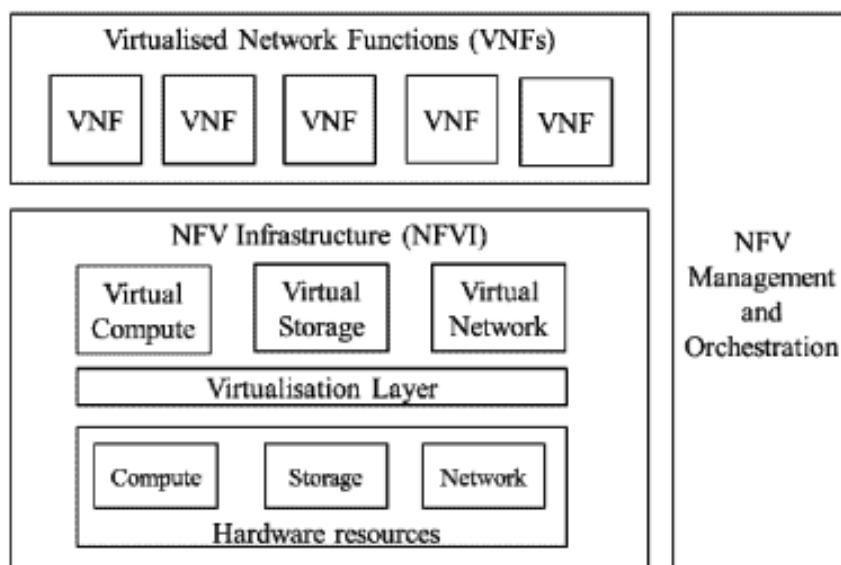 Virtualised Network Functions (VNFs)
VNF VNF VNF VNF VNF
NFV Infrastructure (NFVI)
Virtual
Compute
Virtual
Storage
Virtual
Network
Virtualisation Layer
Compute Storage Network
Hardware resources
NFV
Management
and
Orchestration